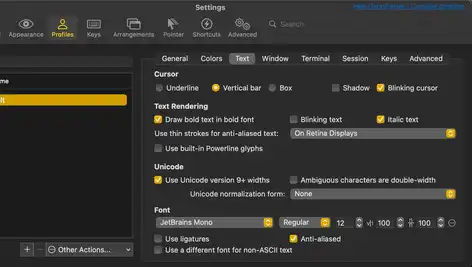 Settings
Appearance Profiles Keys Arrangements Pointer Shortcuts Advanced
Search
General Colors Text Window Terminal Session Keys Advanced
Cursor
Underline Vertical bar Box Shadow Blinking cursor
Text Rendering
Draw bold text in bold font Blinking text Italic text
Use thin strokes for anti-aliased text: On Retina Displays
Use built-in Powerline glyphs
Unicode
Use Unicode version 9+ widths Ambiguous characters are double-width
Unicode normalization form: None
Font
JetBrains Mono Regular 12 100 100
Use ligatures Anti-aliased
Use a different font for non-ASCII text
Other Actions...